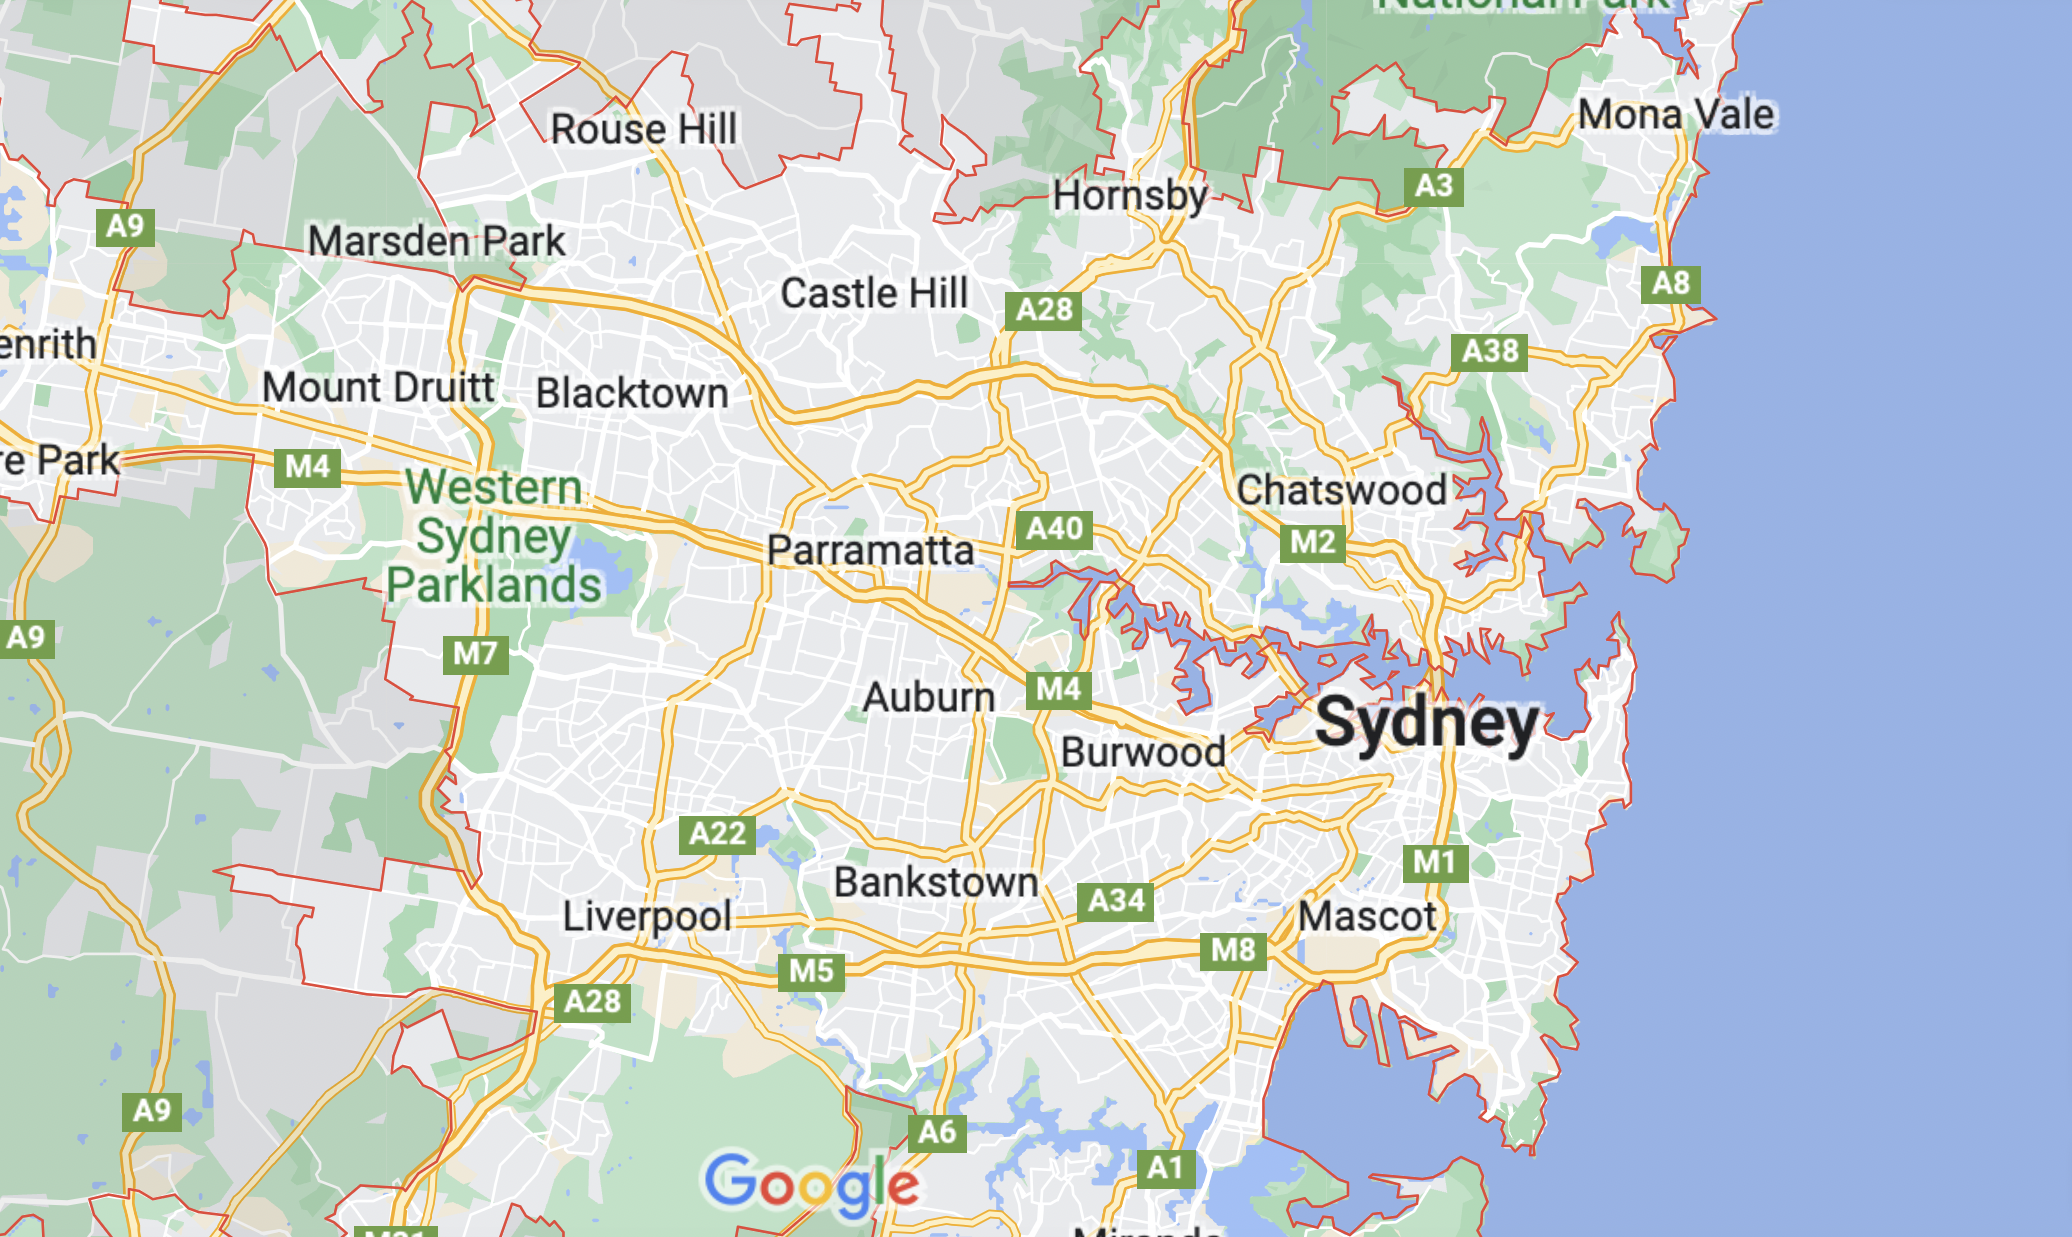 National Park
Mona Vale
Rouse Hill
A3
Hornsby
A9
Marsden Park
A8
Castle Hill
A28
enrith
A38
Mount Druitt
Blacktown
re Park
M4
Western
Sydney
Parklands
Chatswood
A40
M2
Parramatta
A9
M7
Auburn
M4
Sydney
Burwood
A22
M1
Bankstown
A34
Liverpool
Mascot
M8
M5
A28
A9
A6
A1
Google